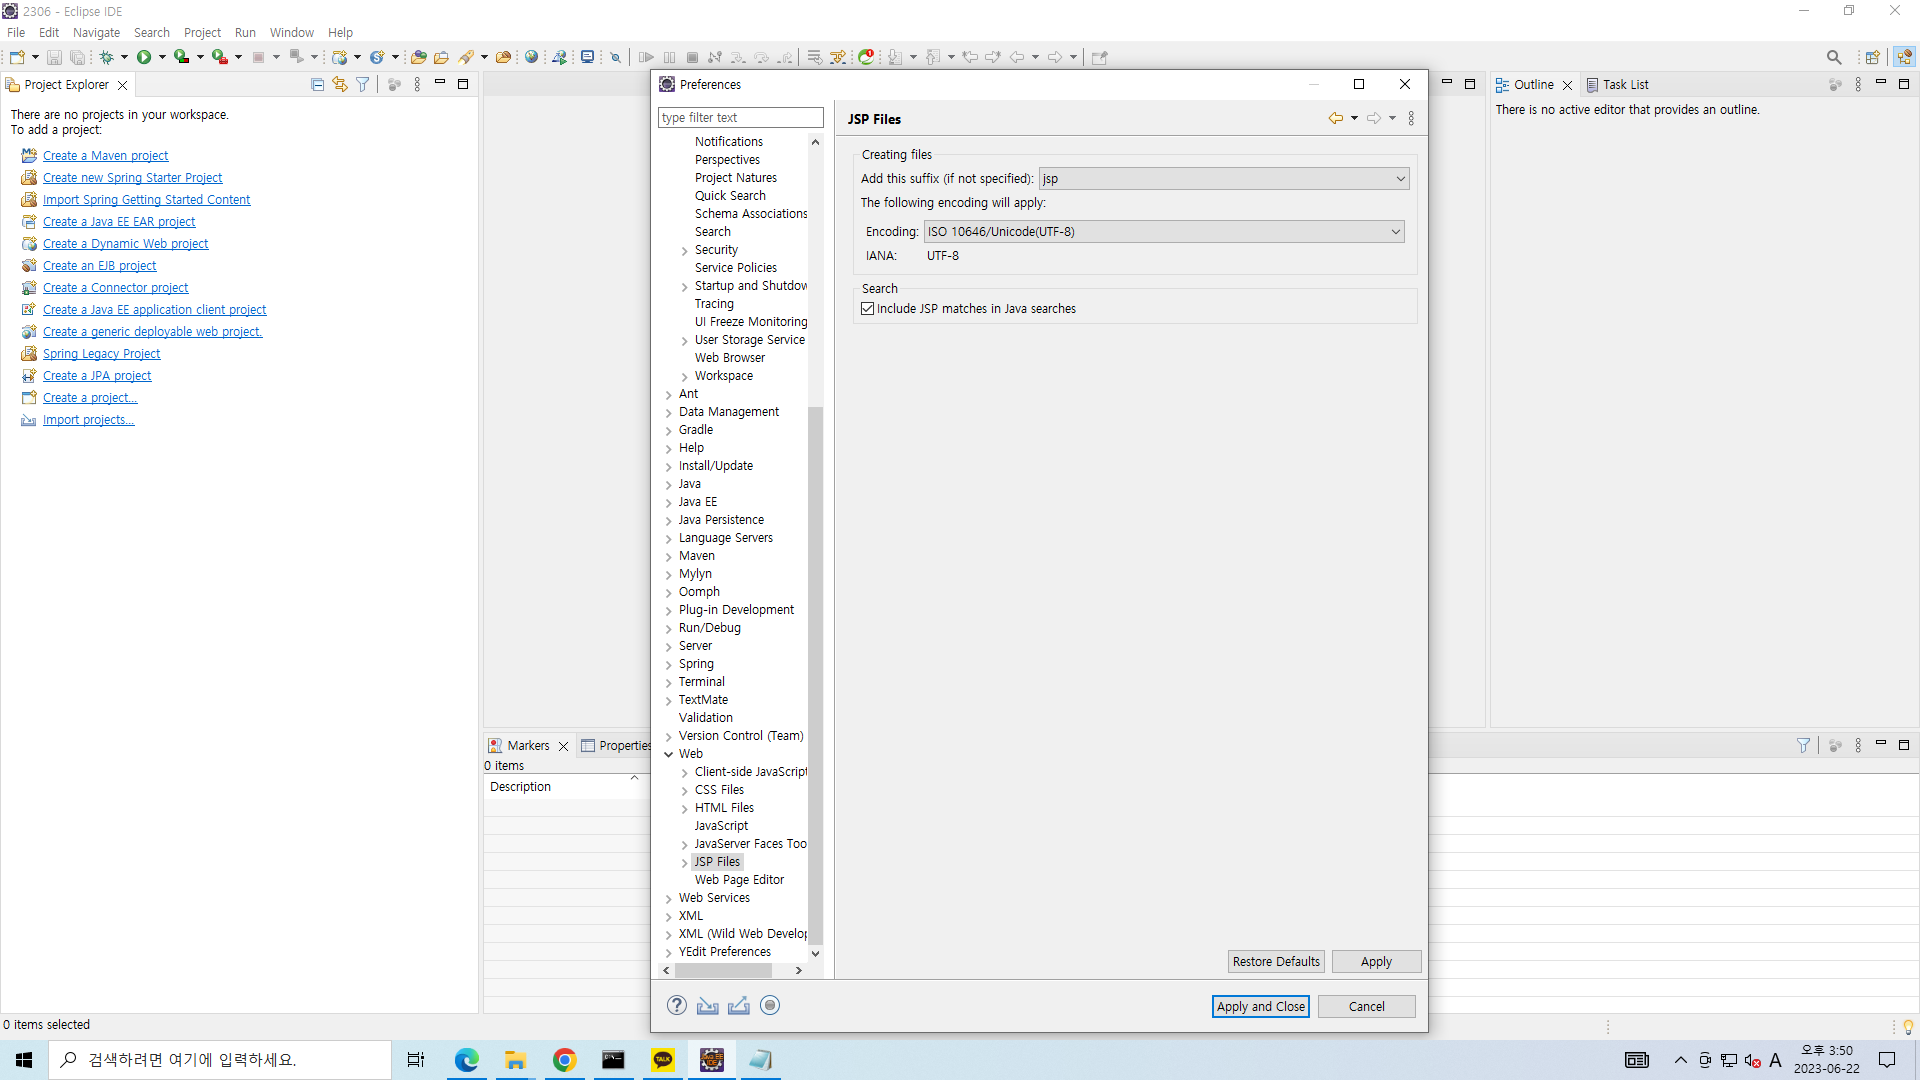 2306 - Eclipse IDE
File Edit Navigate Search Project Run Window Help
Project Explorer
There are no projects in your workspace.
To add a project:
Create a Maven project
Create new Spring Starter Project
Import Spring Getting Started Content
Create a Java EE EAR project
Create a Dynamic Web project
Create an EJB project
Create a Connector project
Create a Java EE application client project
Create a generic deployable web project.
Spring Legacy Project
Create a JPA project
Create a project...
Import projects...
Preferences
type filter text
Notifications
Perspectives
Project Natures
Quick Search
Schema Associations
Search
Security
Service Policies
Startup and Shutdow
Tracing
UI Freeze Monitoring
User Storage Service
Web Browser
Workspace
Ant
Data Management
Gradle
Help
Install/Update
Java
Java EE
Java Persistence
Language Servers
Maven
Mylyn
Oomph
Plug-in Development
Run/Debug
Server
Spring
Terminal
TextMate
Validation
Version Control (Team)
Web
Client-side JavaScript
CSS Files
HTML Files
JavaScript
JavaServer Faces Too
JSP Files
Web Page Editor
Web Services
XML
XML (Wild Web Develop
YEdit Preferences
JSP Files
Creating files
Add this suffix (if not specified): jsp
The following encoding will apply:
Encoding: ISO 10646/Unicode(UTF-8)
IANA: UTF-8
Search
Include JSP matches in Java searches
Restore Defaults Apply
Apply and Close Cancel
Outline Task List
There is no active editor that provides an outline.
Markers Properties
0 items
Description
0 items selected
검색하려면 여기에 입력하세요.
TALK
Java EE
IDE
A
오후 3:50
2023-06-22